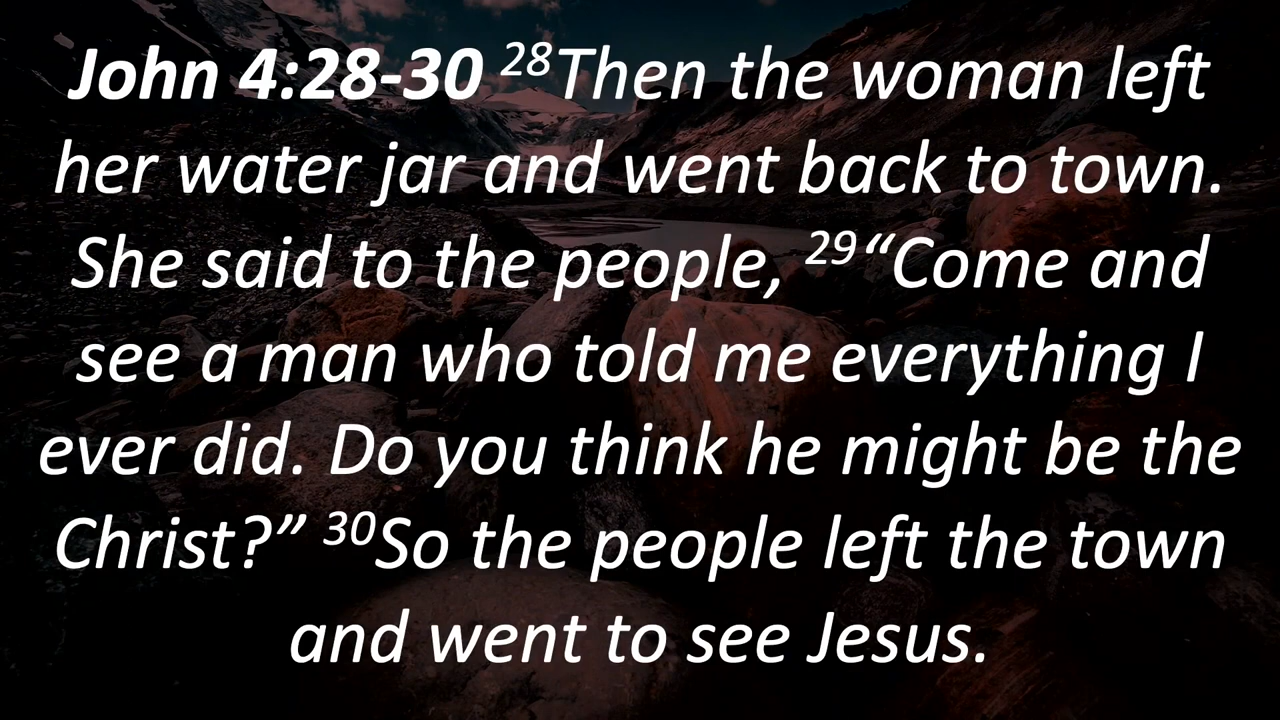 John 4:28-30 ²⁸Then the woman left
her water jar and went back to town.
She said to the people, ²⁹“Come and
see a man who told me everything I
ever did. Do you think he might be the
Christ?” ³⁰So the people left the town
and went to see Jesus.